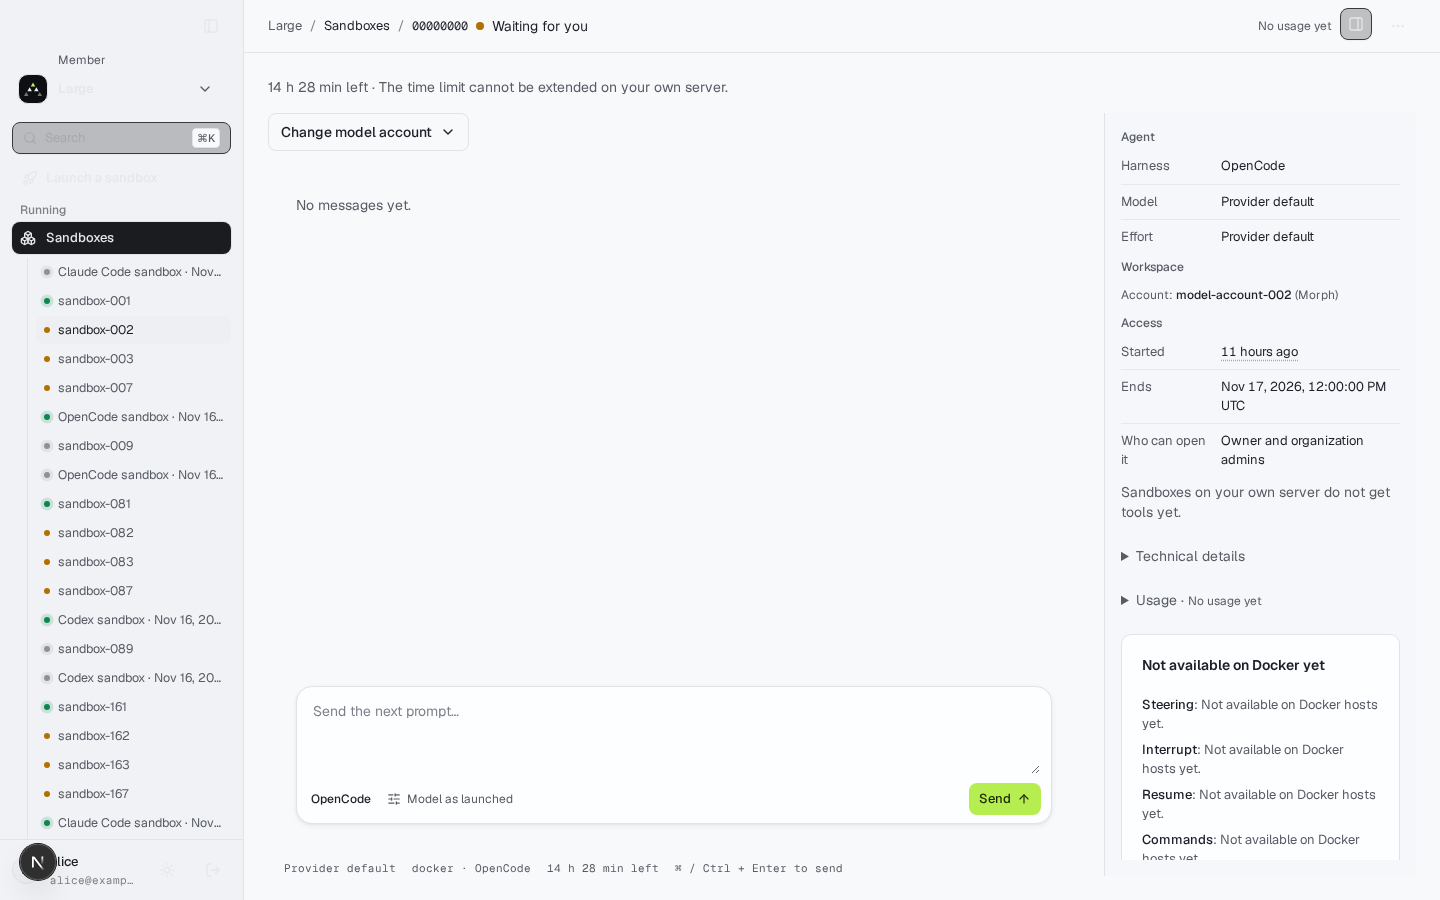 Member
Large
Search
⌘K
Launch a sandbox
Running
Sandboxes
Claude Code sandbox · Nov…
sandbox-001
sandbox-002
sandbox-003
sandbox-007
OpenCode sandbox · Nov 16…
sandbox-009
OpenCode sandbox · Nov 16…
sandbox-081
sandbox-082
sandbox-083
sandbox-087
Codex sandbox · Nov 16, 20…
sandbox-089
Codex sandbox · Nov 16, 20…
sandbox-161
sandbox-162
sandbox-163
sandbox-167
Claude Code sandbox · Nov…
N
lice
alice@examp…
Large / Sandboxes / 00000000 Waiting for you
No usage yet
14 h 28 min left · The time limit cannot be extended on your own server.
Change model account
No messages yet.
Send the next prompt…
OpenCode Model as launched
Send
Provider default docker · OpenCode 14 h 28 min left ⌘ / Ctrl + Enter to send
Agent
Harness OpenCode
Model Provider default
Effort Provider default
Workspace
Account: model-account-002 (Morph)
Access
Started 11 hours ago
Ends Nov 17, 2026, 12:00:00 PM
UTC
Who can open Owner and organization
it admins
Sandboxes on your own server do not get
tools yet.
Technical details
Usage · No usage yet
Not available on Docker yet
Steering: Not available on Docker hosts
yet.
Interrupt: Not available on Docker
hosts yet.
Resume: Not available on Docker hosts
yet.
Commands: Not available on Docker
hosts yet.